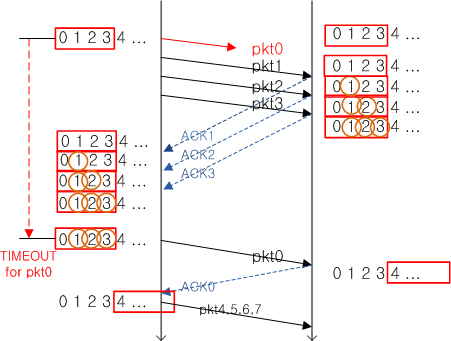 0 1 2 3 4 ...
pkt0
0 1 2 3 4 ...
pkt1
0 1 2 3 4 ...
pkt2
0 1 2 3 4 ...
pkt3
0 1 2 3 4 ...
0 1 2 3 4 ...
ACK1
0 1 2 3 4 ...
ACK2
0 1 2 3 4 ...
ACK3
0 1 2 3 4 ...
0 1 2 3 4 ...
0 1 2 3 4 ...
TIMEOUT
for pkt0
pkt0
0 1 2 3 4 ...
ACK0
0 1 2 3 4 ...
pkt4,5,6,7